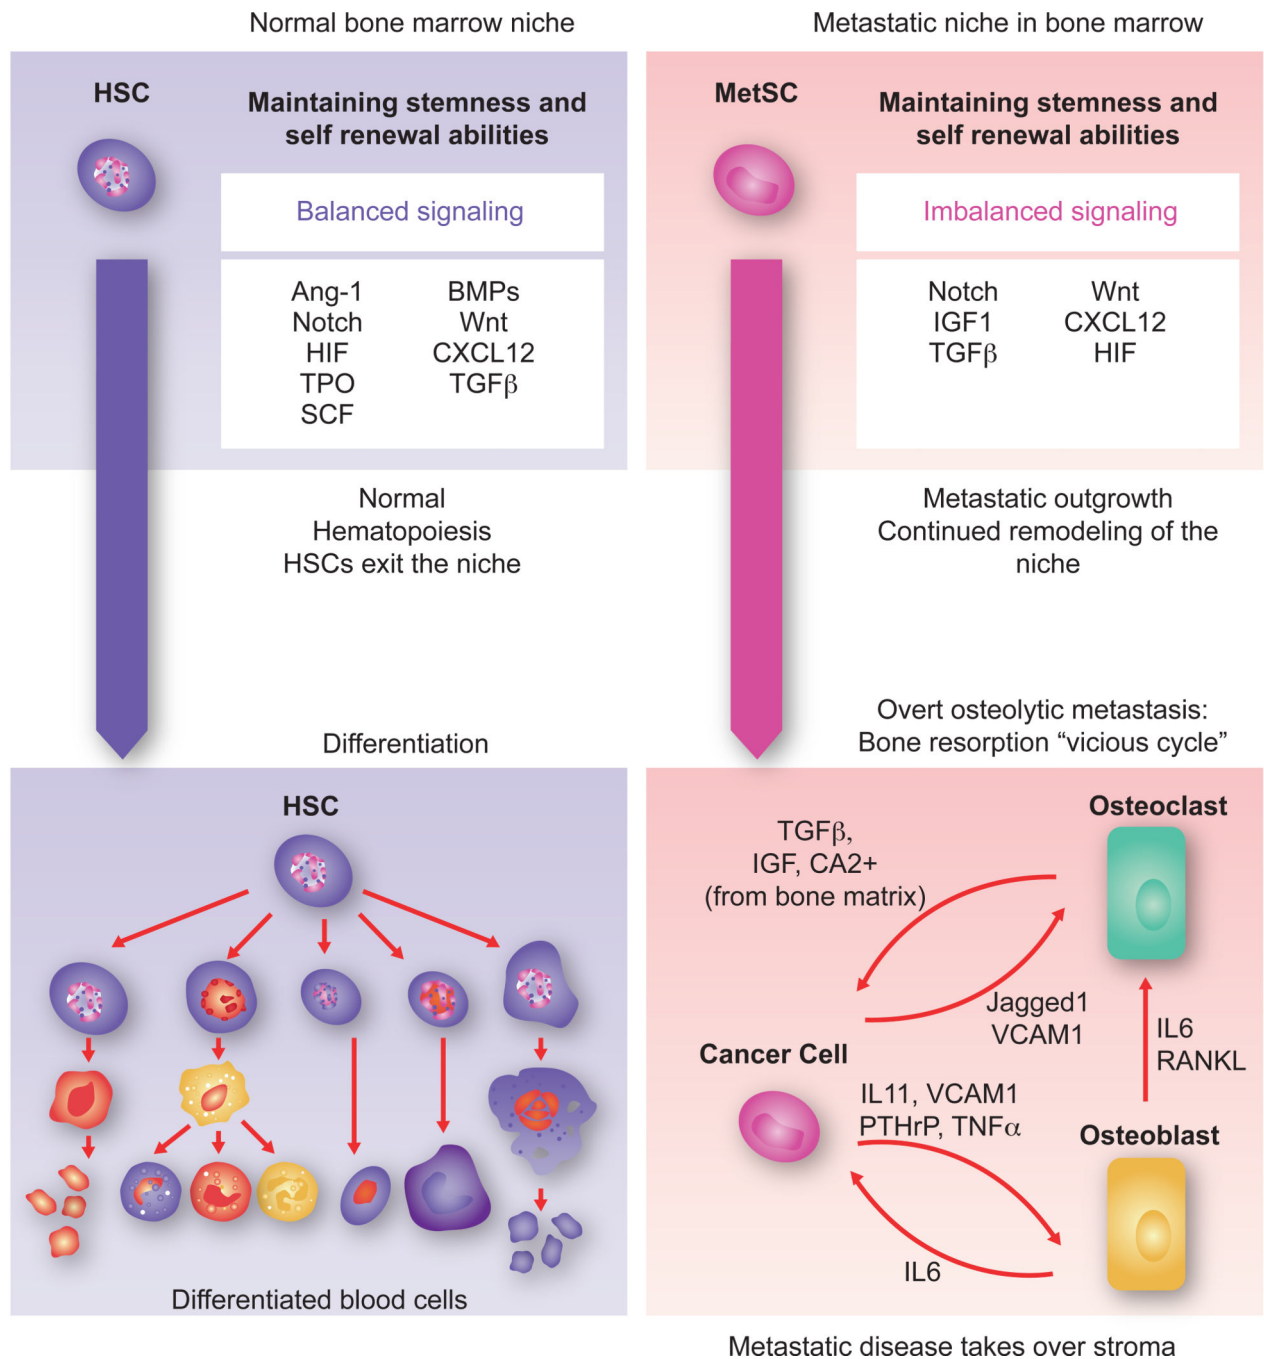 Normal bone marrow niche
HSC
Maintaining stemness and
self renewal abilities
Balanced signaling
Ang-1 BMPs
Notch Wnt
HIF CXCL12
TPO TGFβ
SCF
Normal
Hematopoiesis
HSCs exit the niche
Differentiation
HSC
Differentiated blood cells
Metastatic niche in bone marrow
MetSC
Maintaining stemness and
self renewal abilities
Imbalanced signaling
Notch Wnt
IGF1 CXCL12
TGFβ HIF
Metastatic outgrowth
Continued remodeling of the
niche
Overt osteolytic metastasis:
Bone resorption “vicious cycle”
Osteoclast
TGFβ,
IGF, CA2+
(from bone matrix)
Jagged1
VCAM1
IL6
RANKL
Cancer Cell
IL11, VCAM1
PTHrP, TNFα
Osteoblast
IL6
Metastatic disease takes over stroma